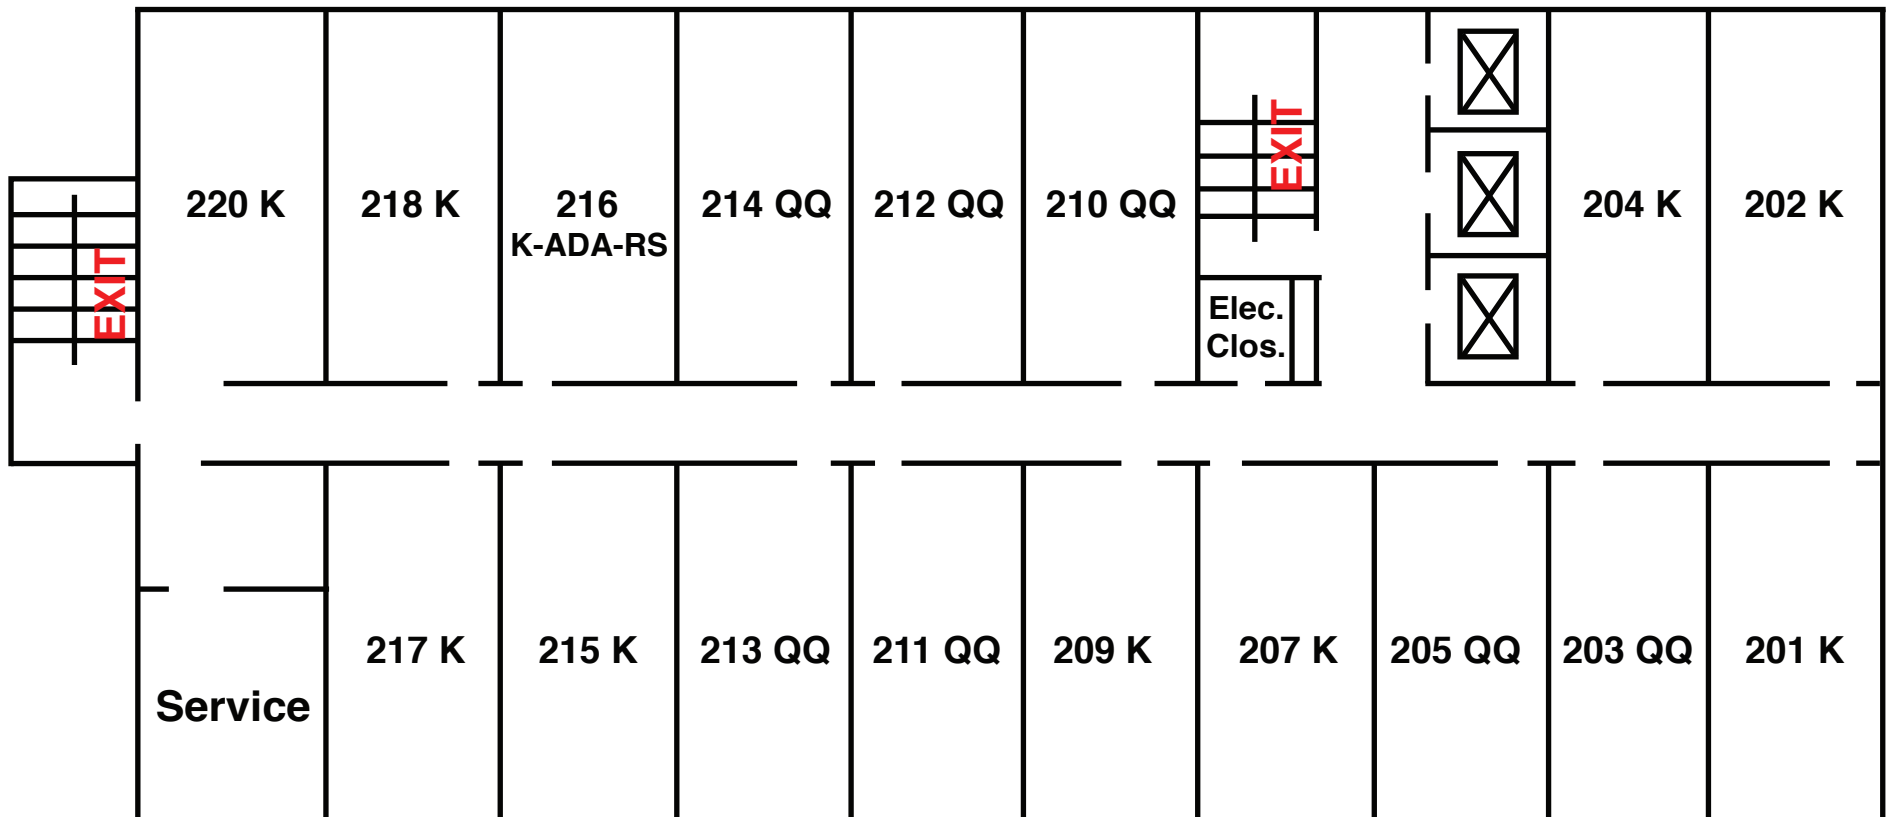 220 K
218 K
216
K-ADA-RS
214 QQ
212 QQ
210 QQ
EXIT
204 K
202 K
EXIT
Elec.
Clos.
217 K
215 K
213 QQ
211 QQ
209 K
207 K
205 QQ
203 QQ
201 K
Service